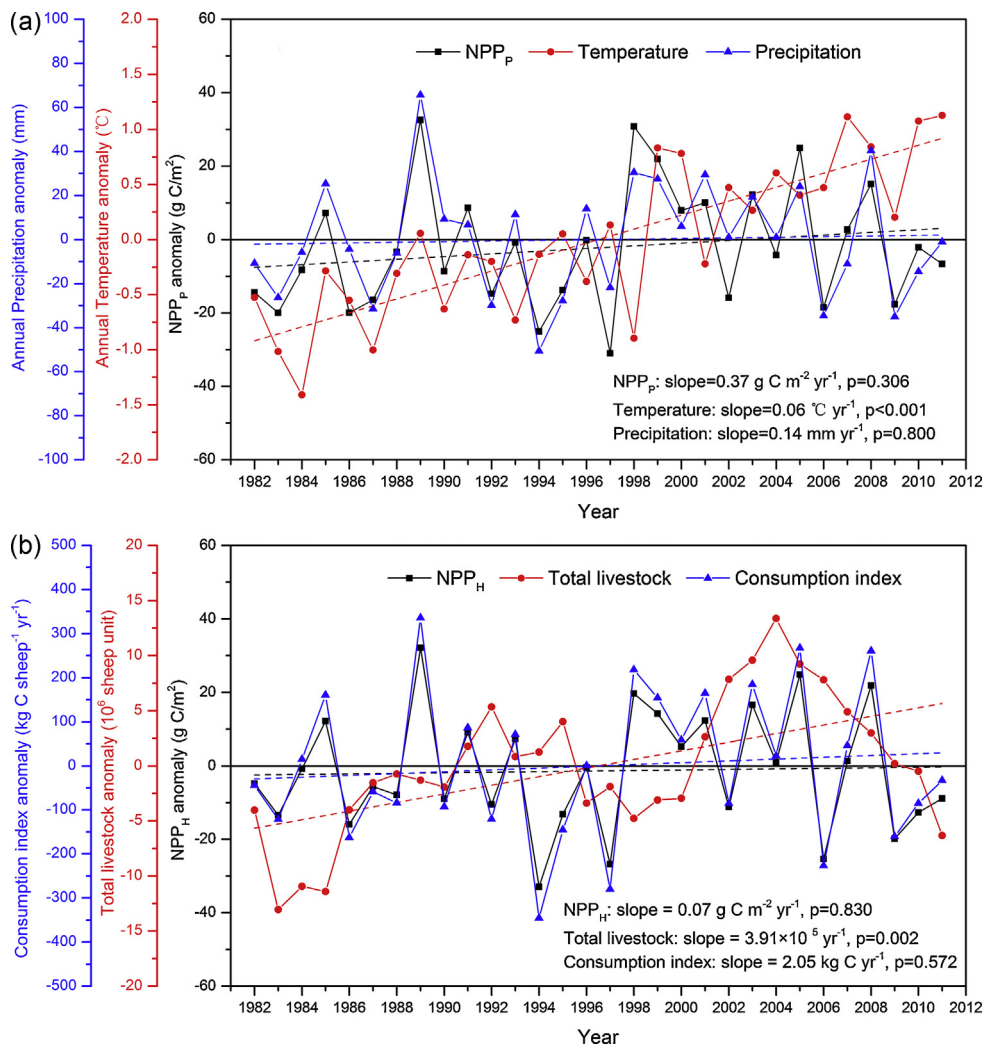 (a)
100
80
60
40
20
0
-20
-40
-60
-80
-100
Annual Precipitation anomaly (mm)
2.0
1.5
1.0
0.5
0.0
-0.5
-1.0
-1.5
-2.0
Annual Temperature anomaly (℃)
60
40
20
0
-20
-40
-60
NPP_P anomaly (g C/m²)
NPP_P Temperature Precipitation
NPP_P: slope=0.37 g C m⁻² yr⁻¹, p=0.306
Temperature: slope=0.06 ℃ yr⁻¹, p<0.001
Precipitation: slope=0.14 mm yr⁻¹, p=0.800
1982 1984 1986 1988 1990 1992 1994 1996 1998 2000 2002 2004 2006 2008 2010 2012
Year
(b)
500
400
300
200
100
0
-100
-200
-300
-400
-500
Consumption index anomaly (kg C sheep⁻¹ yr⁻¹)
20
15
10
5
0
-5
-10
-15
-20
Total livestock anomaly (10⁶ sheep unit)
60
40
20
0
-20
-40
-60
NPP_H anomaly (g C/m²)
NPP_H Total livestock Consumption index
NPP_H: slope = 0.07 g C m⁻² yr⁻¹, p=0.830
Total livestock: slope = 3.91×10⁵ yr⁻¹, p=0.002
Consumption index: slope = 2.05 kg C yr⁻¹, p=0.572
1982 1984 1986 1988 1990 1992 1994 1996 1998 2000 2002 2004 2006 2008 2010 2012
Year